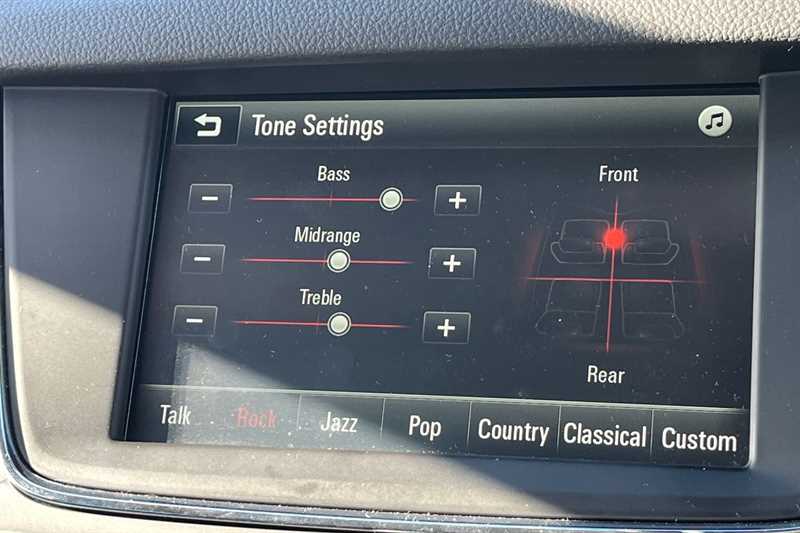 Tone Settings
Bass
Front
Midrange
Treble
Rear
Talk Rock Jazz Pop Country Classical Custom